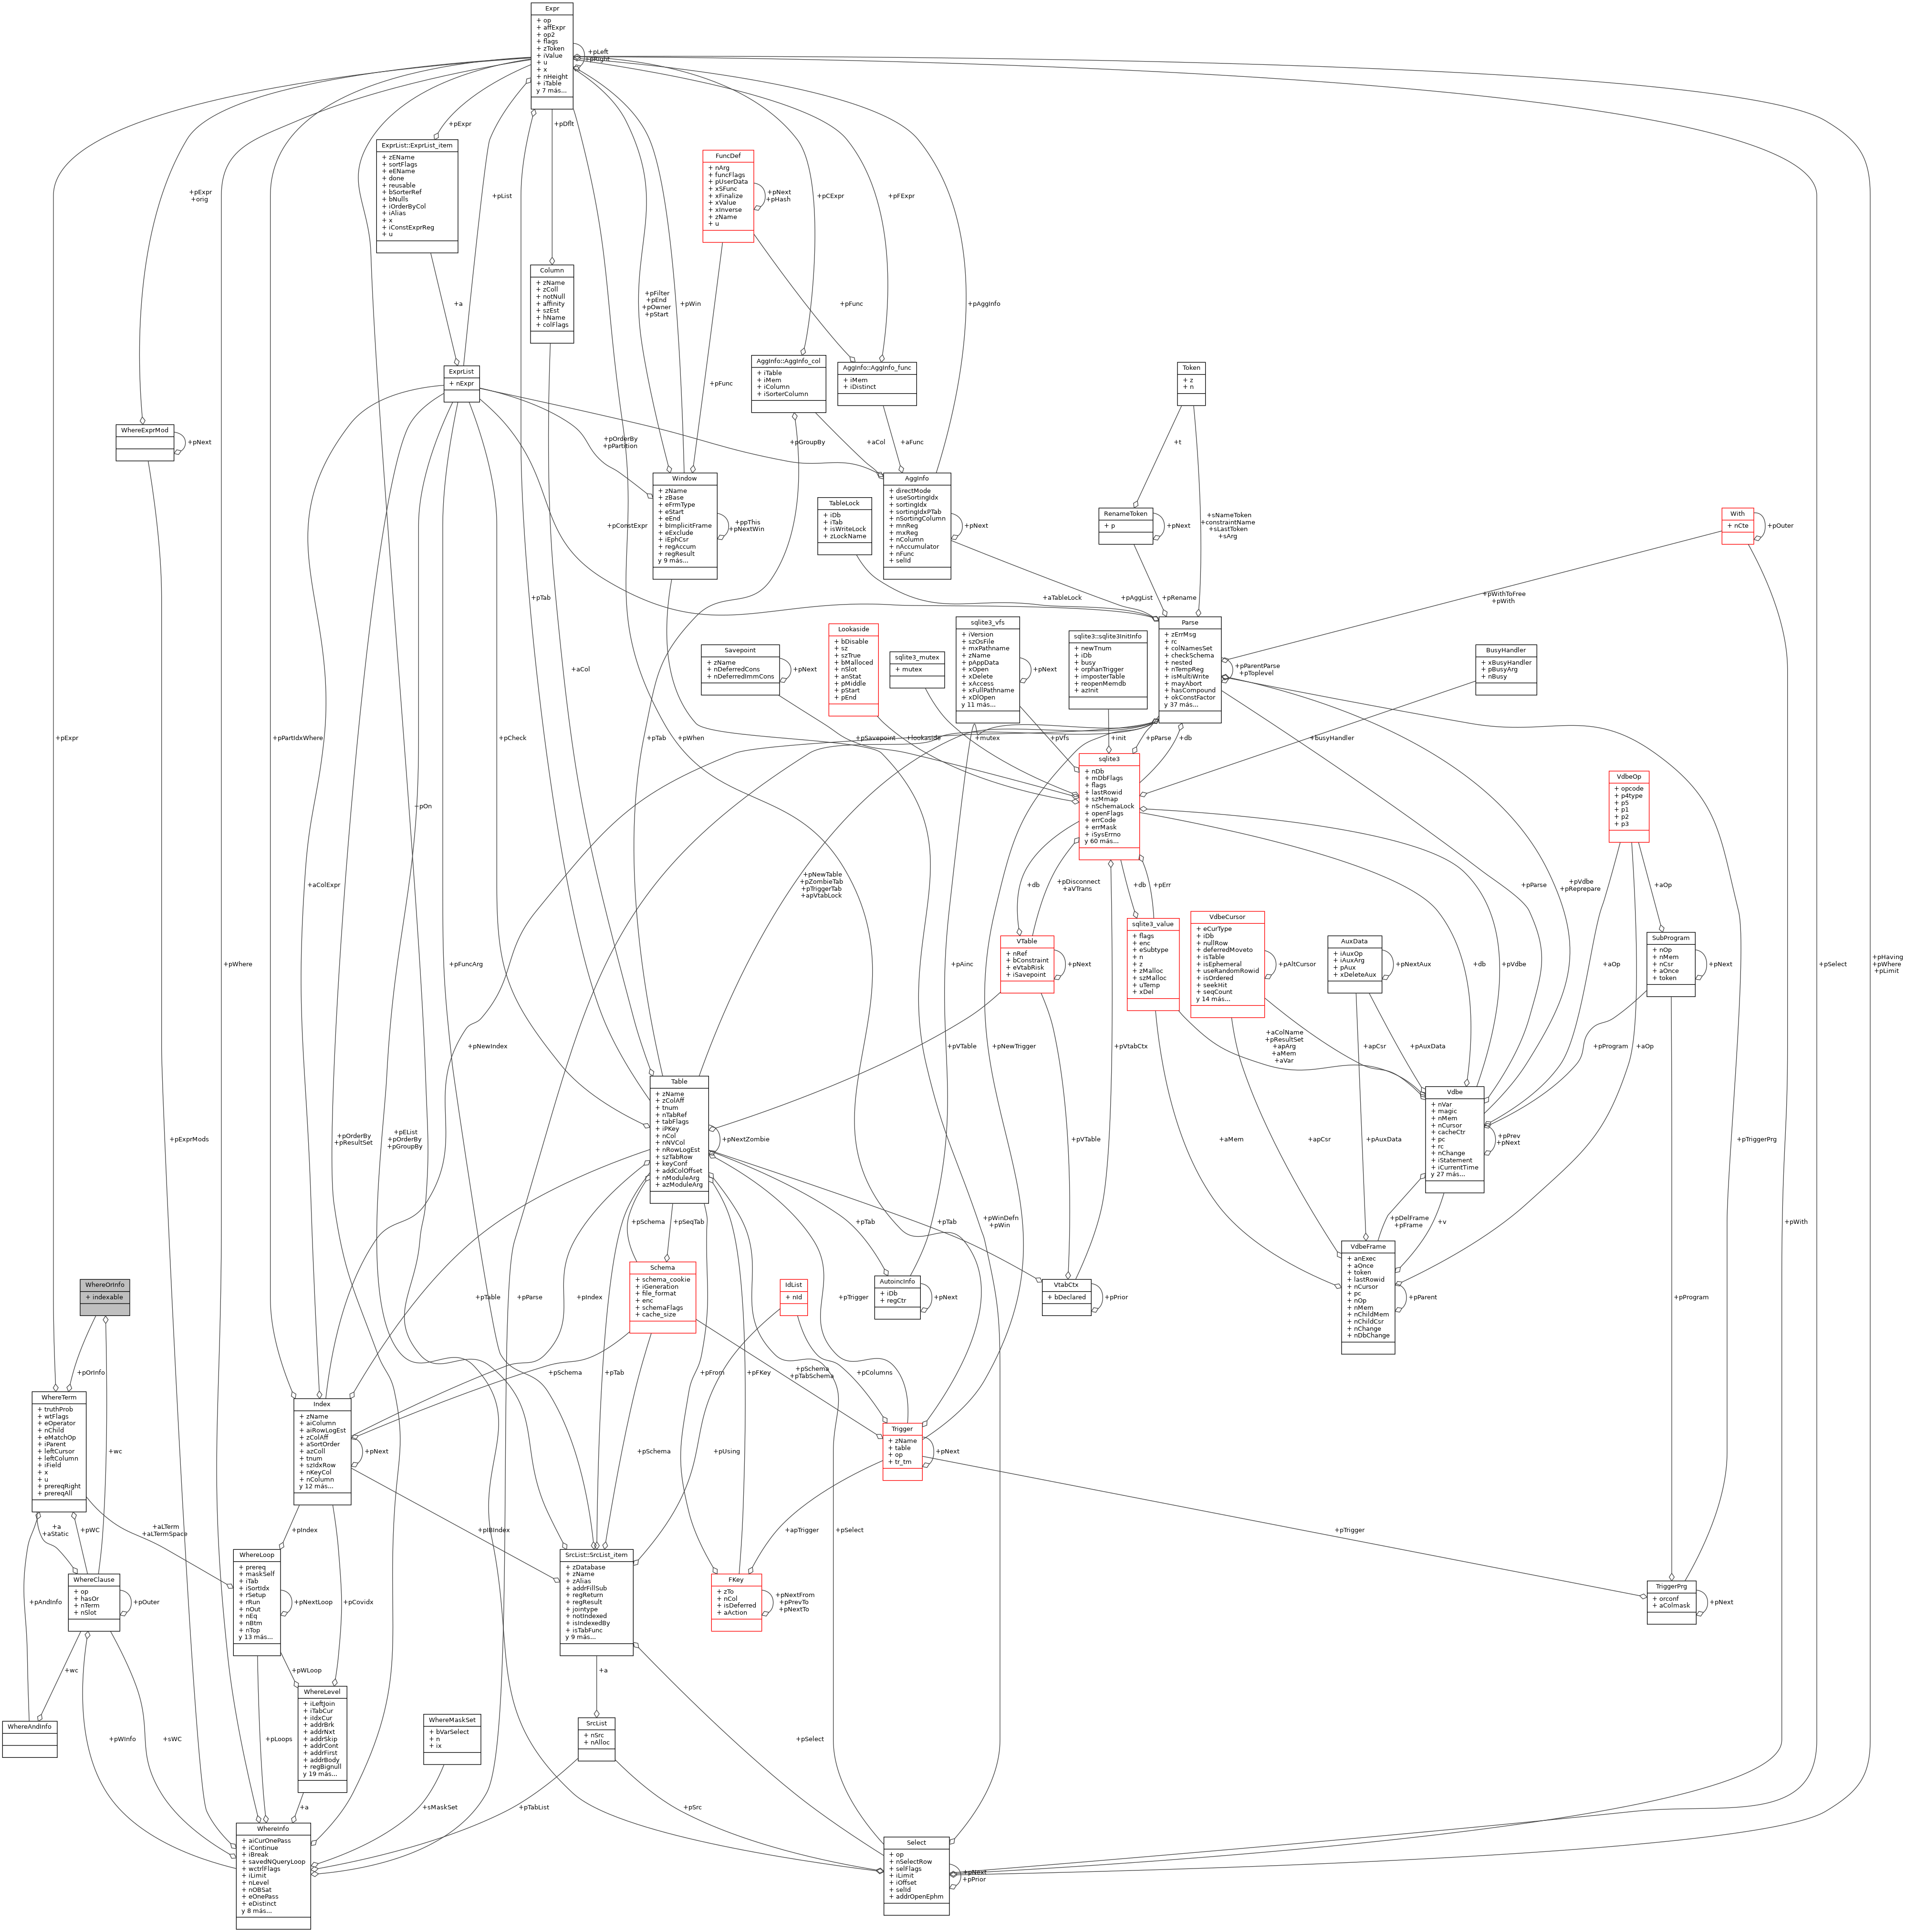 Expr
+ op
+ affExpr
+ op2
+ flags
+ zToken
+ iValue
+ u
+ x
+ nHeight
+ iTable
y 7 más...
+pLeft
+pRight
ExprList::ExprList_item
+ zEName
+ sortFlags
+ eEName
+ done
+ reusable
+ bSorterRef
+ bNulls
+ iOrderByCol
+ iAlias
+ x
+ iConstExprReg
+ u
+pExpr
+pDflt
FuncDef
+ nArg
+ funcFlags
+ pUserData
+ xSFunc
+ xFinalize
+ xValue
+ xInverse
+ zName
+ u
+pNext
+pHash
+pExpr
+orig
+pList
+pCExpr
+pFExpr
Column
+ zName
+ zColl
+ notNull
+ affinity
+ szEst
+ hName
+ colFlags
+a
+pFilter
+pEnd
+pOwner
+pStart
+pWin
+pFunc
+pAggInfo
ExprList
+ nExpr
+pFunc
AggInfo::AggInfo_col
+ iTable
+ iMem
+ iColumn
+ iSorterColumn
AggInfo::AggInfo_func
+ iMem
+ iDistinct
Token
+ z
+ n
WhereExprMod
+pNext
+pOrderBy
+pPartition
+pGroupBy
+aCol
+aFunc
+t
Window
+ zName
+ zBase
+ eFrmType
+ eStart
+ eEnd
+ bImplicitFrame
+ eExclude
+ iEphCsr
+ regAccum
+ regResult
y 9 más...
+ppThis
+pNextWin
+pConstExpr
TableLock
+ iDb
+ iTab
+ isWriteLock
+ zLockName
AggInfo
+ directMode
+ useSortingIdx
+ sortingIdx
+ sortingIdxPTab
+ nSortingColumn
+ mnReg
+ mxReg
+ nColumn
+ nAccumulator
+ nFunc
+ selId
+pNext
RenameToken
+ p
+pNext
+sNameToken
+constraintName
+sLastToken
+sArg
With
+ nCte
+pOuter
+pTab
+aTableLock
+pAggList
+pRename
+pWithToFree
+pWith
Savepoint
+ zName
+ nDeferredCons
+ nDeferredImmCons
+pNext
Lookaside
+ bDisable
+ sz
+ szTrue
+ bMalloced
+ nSlot
+ anStat
+ pMiddle
+ pStart
+ pEnd
sqlite3_mutex
+ mutex
sqlite3_vfs
+ iVersion
+ szOsFile
+ mxPathname
+ zName
+ pAppData
+ xOpen
+ xDelete
+ xAccess
+ xFullPathname
+ xDlOpen
y 11 más...
+pNext
sqlite3::sqlite3InitInfo
+ newTnum
+ iDb
+ busy
+ orphanTrigger
+ imposterTable
+ reopenMemdb
+ azInit
Parse
+ zErrMsg
+ rc
+ colNamesSet
+ checkSchema
+ nested
+ nTempReg
+ isMultiWrite
+ mayAbort
+ hasCompound
+ okConstFactor
y 37 más...
+pParentParse
+pToplevel
BusyHandler
+ xBusyHandler
+ pBusyArg
+ nBusy
+aCol
+pExpr
+pPartIdxWhere
+pCheck
+pTab
+pWhen
+pSavepoint
+lookaside
+mutex
+pVfs
+init
+pParse
+db
+busyHandler
sqlite3
+ nDb
+ mDbFlags
+ flags
+ lastRowid
+ szMmap
+ nSchemaLock
+ openFlags
+ errCode
+ errMask
+ iSysErrno
y 60 más...
VdbeOp
+ opcode
+ p4type
+ p5
+ p1
+ p2
+ p3
+pOn
+aColExpr
+pNewTable
+pZombieTab
+pTriggerTab
+apVtabLock
+db
+pDisconnect
+aVTrans
+db
+pErr
+pParse
+pVdbe
+pReprepare
+aOp
+pWhere
+pFuncArg
+pAinc
VTable
+ nRef
+ bConstraint
+ eVtabRisk
+ iSavepoint
+pNext
sqlite3_value
+ flags
+ enc
+ eSubtype
+ n
+ z
+ zMalloc
+ szMalloc
+ uTemp
+ xDel
VdbeCursor
+ eCurType
+ iDb
+ nullRow
+ deferredMoveto
+ isTable
+ isEphemeral
+ useRandomRowid
+ isOrdered
+ seekHit
+ seqCount
y 14 más...
+pAltCursor
AuxData
+ iAuxOp
+ iAuxArg
+ pAux
+ xDeleteAux
+pNextAux
+db
+pVdbe
+aOp
SubProgram
+ nOp
+ nMem
+ nCsr
+ aOnce
+ token
+pNext
+pSelect
+pHaving
+pWhere
+pLimit
+pNewIndex
+pVTable
+pNewTrigger
+pVtabCtx
+aColName
+pResultSet
+apArg
+aMem
+aVar
+apCsr
+pAuxData
+pProgram
+aOp
Table
+ zName
+ zColAff
+ tnum
+ nTabRef
+ tabFlags
+ iPKey
+ nCol
+ nNVCol
+ nRowLogEst
+ szTabRow
+ keyConf
+ addColOffset
+ nModuleArg
+ azModuleArg
+pNextZombie
Vdbe
+ nVar
+ magic
+ nMem
+ nCursor
+ cacheCtr
+ pc
+ rc
+ nChange
+ iStatement
+ iCurrentTime
y 27 más...
+pPrev
+pNext
+pExprMods
+pOrderBy
+pResultSet
+pEList
+pOrderBy
+pGroupBy
+pVTable
+aMem
+apCsr
+pAuxData
+pTriggerPrg
+pSchema
+pSeqTab
+pTab
+pTab
+pWinDefn
+pWin
+pDelFrame
+pFrame
+v
+pWith
WhereOrInfo
+ indexable
+pTable
+pParse
+pIndex
Schema
+ schema_cookie
+ iGeneration
+ file_format
+ enc
+ schemaFlags
+ cache_size
IdList
+ nId
+pTrigger
AutoincInfo
+ iDb
+ regCtr
+pNext
VtabCtx
+ bDeclared
+pPrior
VdbeFrame
+ anExec
+ aOnce
+ token
+ lastRowid
+ nCursor
+ pc
+ nOp
+ nMem
+ nChildMem
+ nChildCsr
+ nChange
+ nDbChange
+pParent
+pProgram
+pOrInfo
+pSchema
+pTab
+pFrom
+pFKey
+pSchema
+pTabSchema
+pColumns
WhereTerm
+ truthProb
+ wtFlags
+ eOperator
+ nChild
+ eMatchOp
+ iParent
+ leftCursor
+ leftColumn
+ iField
+ x
+ u
+ prereqRight
+ prereqAll
+wc
Index
+ zName
+ aiColumn
+ aiRowLogEst
+ zColAff
+ aSortOrder
+ azColl
+ tnum
+ szIdxRow
+ nKeyCol
+ nColumn
y 12 más...
+pNext
+pSchema
+pUsing
Trigger
+ zName
+ table
+ op
+ tr_tm
+pNext
+a
+aStatic
+pWC
+aLTerm
+aLTermSpace
+pIndex
+pIBIndex
+apTrigger
+pSelect
+pTrigger
WhereClause
+ op
+ hasOr
+ nTerm
+ nSlot
+pOuter
WhereLoop
+ prereq
+ maskSelf
+ iTab
+ iSortIdx
+ rSetup
+ rRun
+ nOut
+ nEq
+ nBtm
+ nTop
y 13 más...
+pNextLoop
+pCovidx
SrcList::SrcList_item
+ zDatabase
+ zName
+ zAlias
+ addrFillSub
+ regReturn
+ regResult
+ jointype
+ notIndexed
+ isIndexedBy
+ isTabFunc
y 9 más...
FKey
+ zTo
+ nCol
+ isDeferred
+ aAction
+pNextFrom
+pPrevTo
+pNextTo
TriggerPrg
+ orconf
+ aColmask
+pNext
+pAndInfo
+wc
+pWLoop
+a
WhereAndInfo
WhereLevel
+ iLeftJoin
+ iTabCur
+ iIdxCur
+ addrBrk
+ addrNxt
+ addrSkip
+ addrCont
+ addrFirst
+ addrBody
+ regBignull
y 19 más...
WhereMaskSet
+ bVarSelect
+ n
+ ix
SrcList
+ nSrc
+ nAlloc
+pWInfo
+sWC
+pLoops
+pSelect
+a
+sMaskSet
+pTabList
+pSrc
WhereInfo
+ aiCurOnePass
+ iContinue
+ iBreak
+ savedNQueryLoop
+ wctrlFlags
+ iLimit
+ nLevel
+ nOBSat
+ eOnePass
+ eDistinct
y 8 más...
Select
+ op
+ nSelectRow
+ selFlags
+ iLimit
+ iOffset
+ selId
+ addrOpenEphm
+pNext
+pPrior